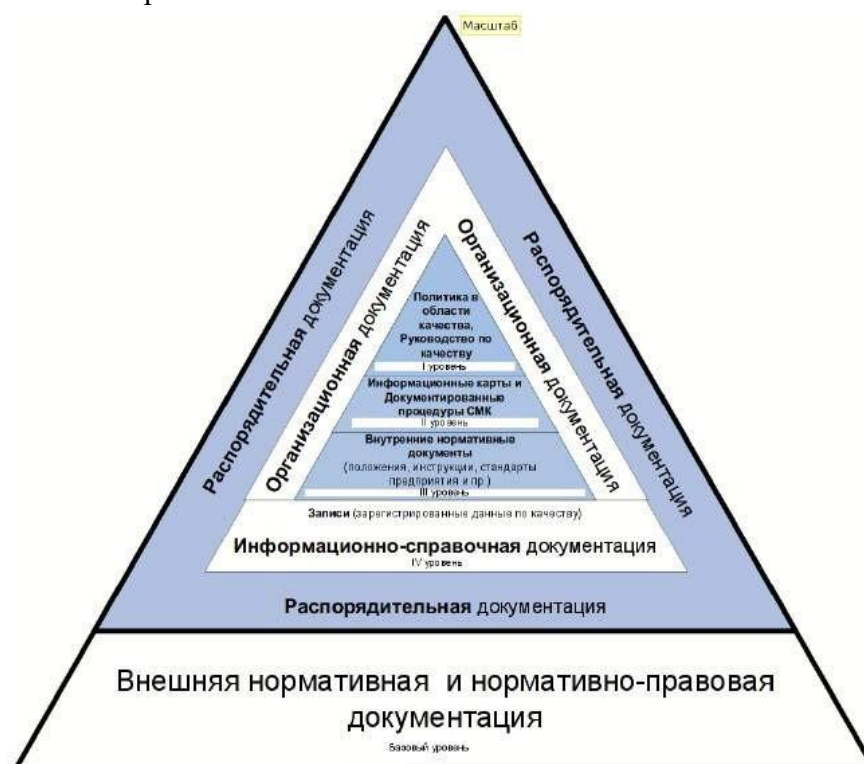 Масштаб
Распорядительная документация
Организационная документация
Организационная документация
Распорядительная документация
Политика в
области
качества,
Руководство по
качеству
I уровень
Информационные карты и
Документированные
процедуры СМК
II уровень
Внутренние нормативные
документы
(положения, инструкции, стандарты
предприятия и пр.)
III уровень
Записи (зарегистрированные данные по качеству)
Информационно-справочная документация
IV уровень
Распорядительная документация
Внешняя нормативная и нормативно-правовая
документация
Базовый уровень